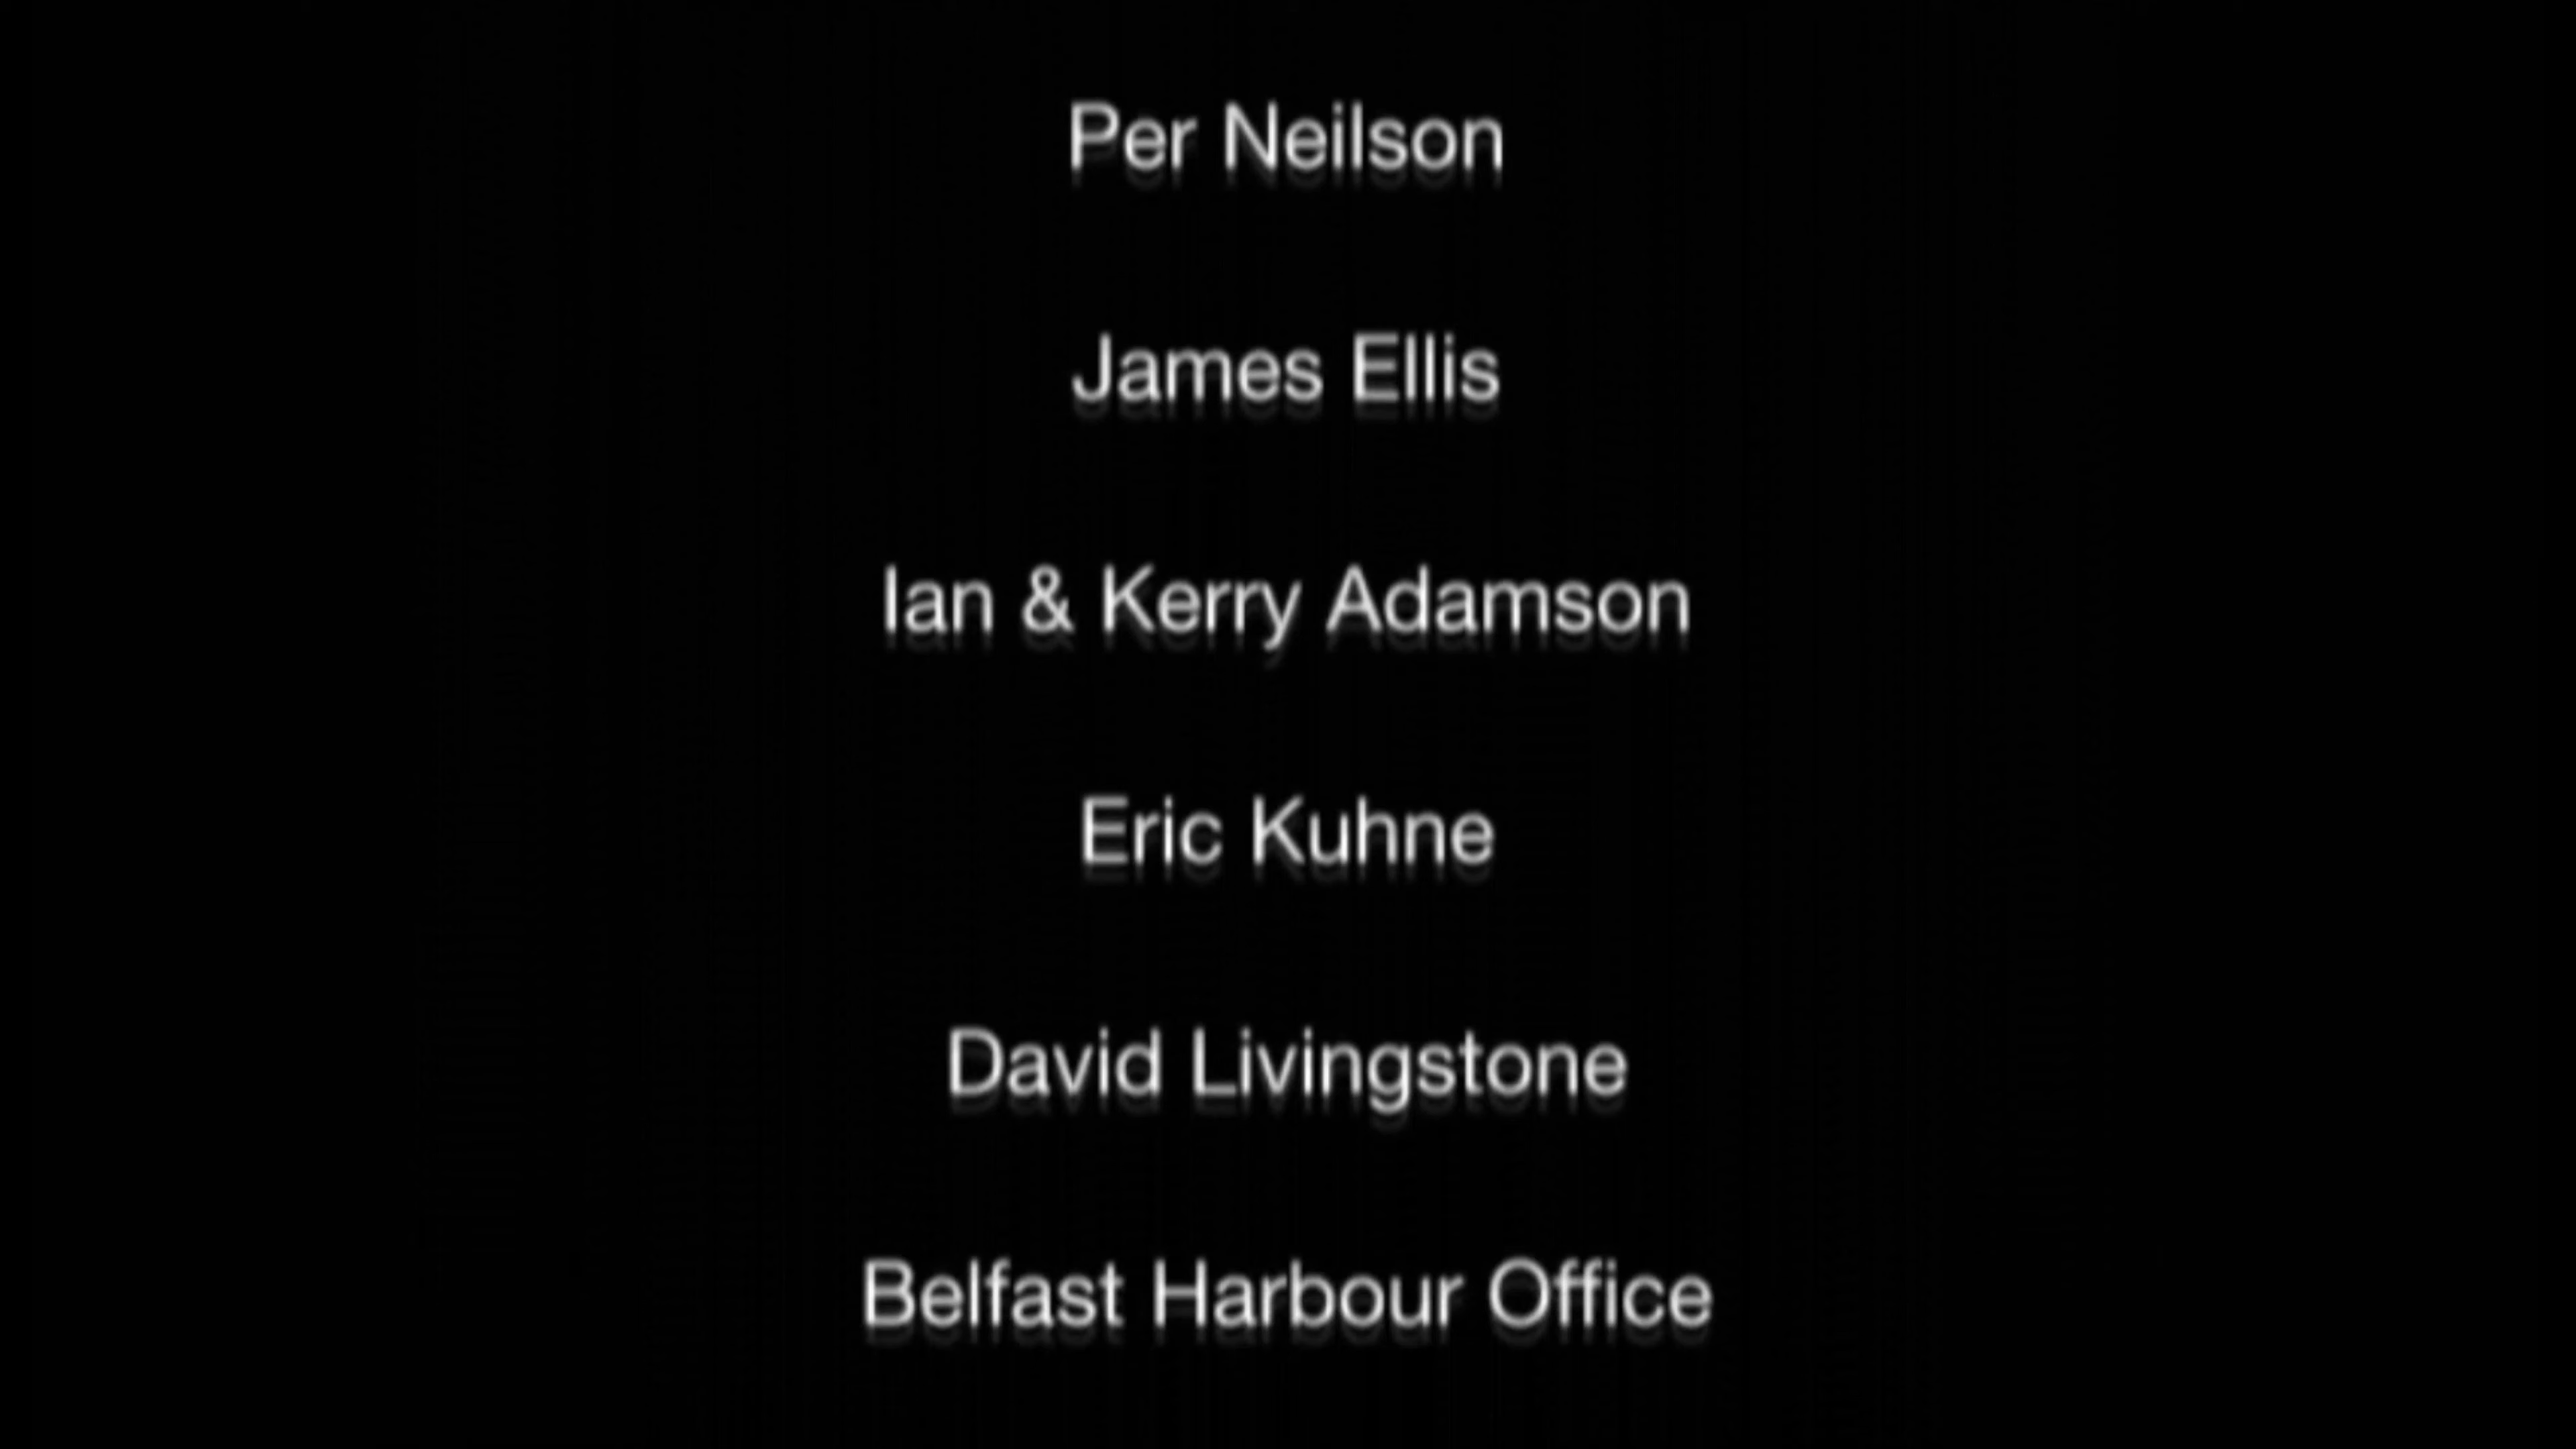 Per Neilson
James Ellis
Ian & Kerry Adamson
Eric Kuhne
David Livingstone
Belfast Harbour Office